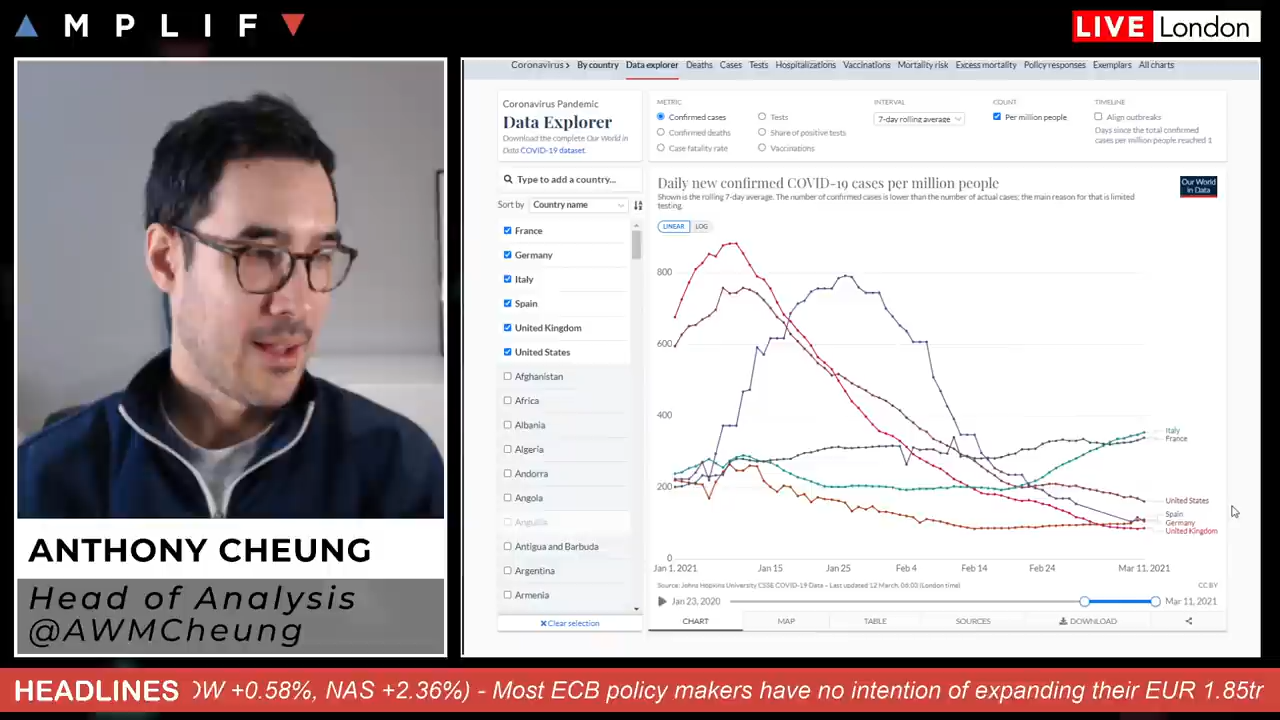 AMPLIFY
LIVE London
Coronavirus > By country Data explorer Deaths Cases Tests Hospitalizations Vaccinations Mortality risk Excess mortality Policy responses Exemplars All charts
Coronavirus Pandemic
Data Explorer
Download the complete Our World in
Data COVID-19 dataset.
METRIC
Confirmed cases
Confirmed deaths
Case fatality rate
Tests
Share of positive tests
Vaccinations
INTERVAL
7-day rolling average
COUNT
Per million people
TIMELINE
Align outbreaks
Days since the total confirmed
cases per million people reached 1
Type to add a country...
Sort by Country name
France
Germany
Italy
Spain
United Kingdom
United States
Afghanistan
Africa
Albania
Algeria
Andorra
Angola
Anguilla
Antigua and Barbuda
Argentina
Armenia
Clear selection
Daily new confirmed COVID-19 cases per million people
Shown is the rolling 7-day average. The number of confirmed cases is lower than the number of actual cases; the main reason for that is limited
testing.
Our World
in Data
LINEAR LOG
800
600
400
200
0
Italy
France
United States
Spain
Germany
United Kingdom
Jan 1, 2021 Jan 15 Jan 25 Feb 4 Feb 14 Feb 24 Mar 11, 2021
Source: Johns Hopkins University CSSE COVID-19 Data – Last updated 12 March, 06:03 (London time) CC BY
Jan 23, 2020 Mar 11, 2021
CHART MAP TABLE SOURCES DOWNLOAD
ANTHONY CHEUNG
Head of Analysis
@AWMCheung
HEADLINES OW +0.58%, NAS +2.36%) - Most ECB policy makers have no intention of expanding their EUR 1.85tr